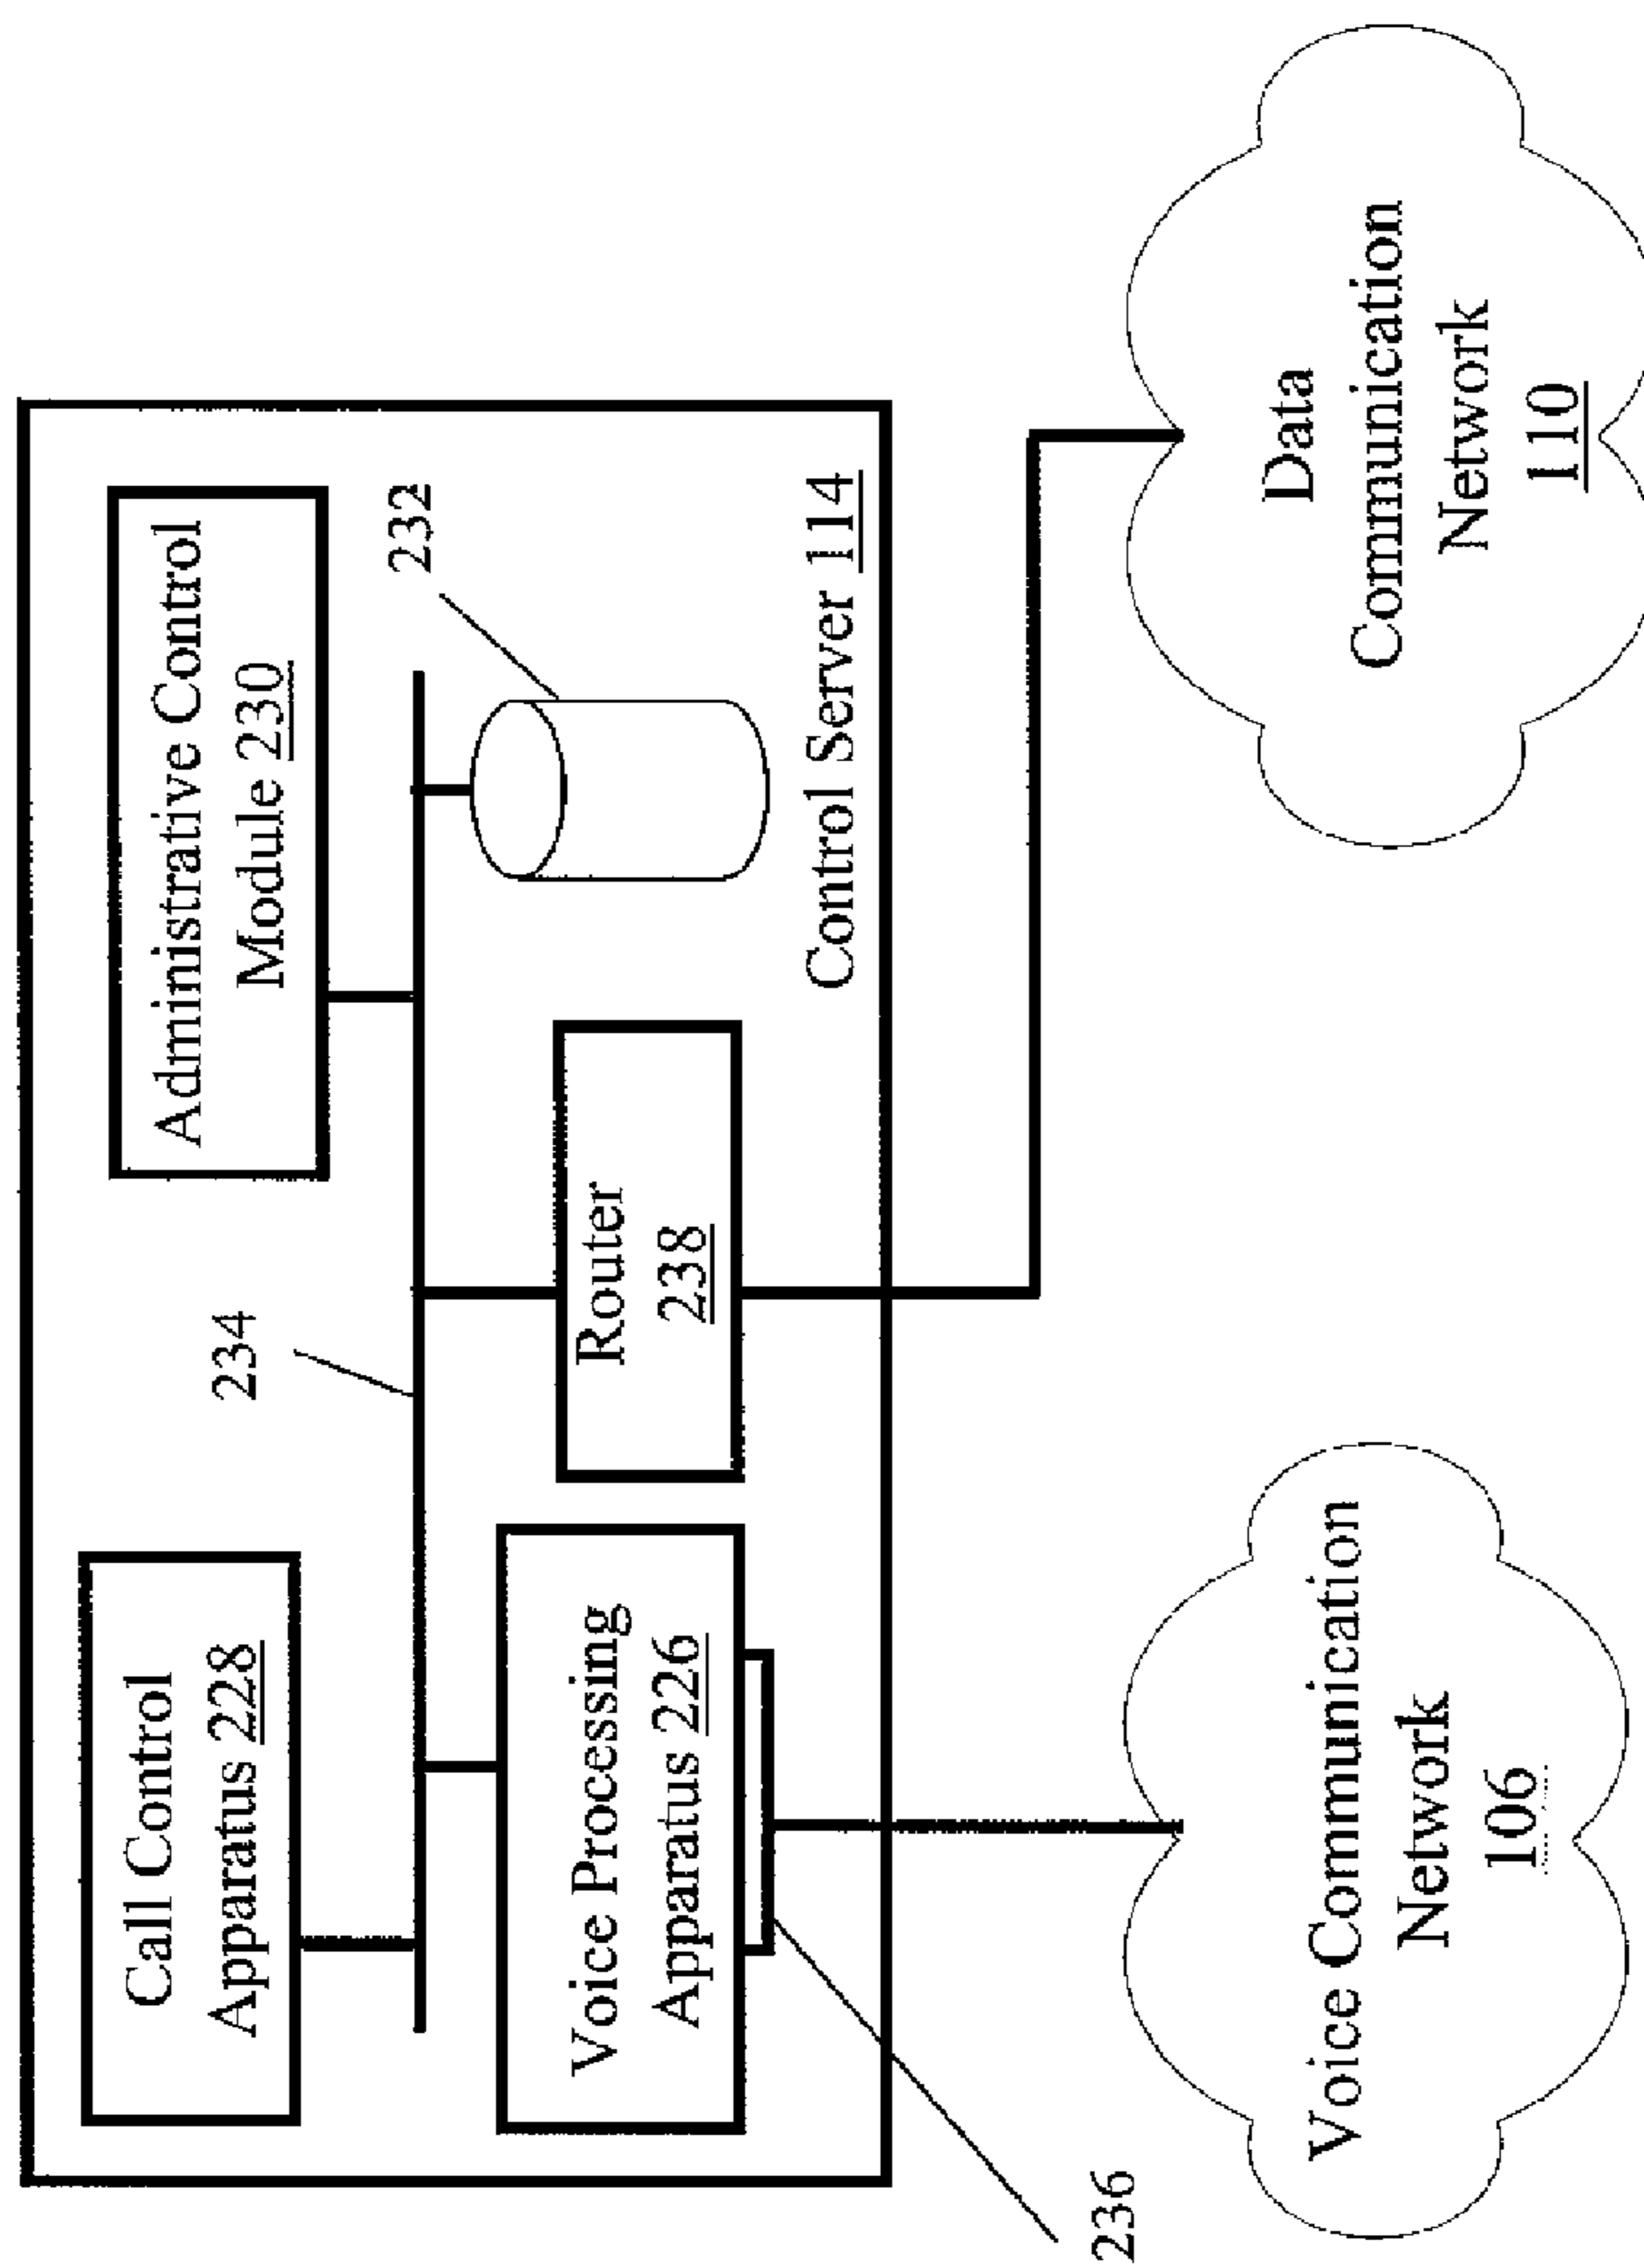 Call Control
Apparatus 228
Administrative Control
Module 230
234
232
Voice Processing
Apparatus 226
Router
238
Control Server 114
236
Voice Communication
Network
106
Data
Communication
Network
110